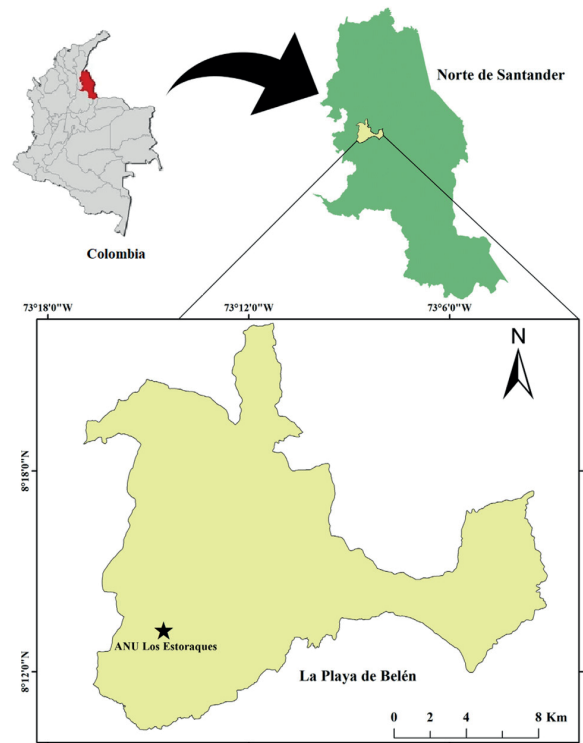 Colombia
Norte de Santander
73°18'0"W
73°12'0"W
73°6'0"W
N
8°18'0"N
8°12'0"N
ANU Los Estoraques
La Playa de Belén
0 2 4 8 Km